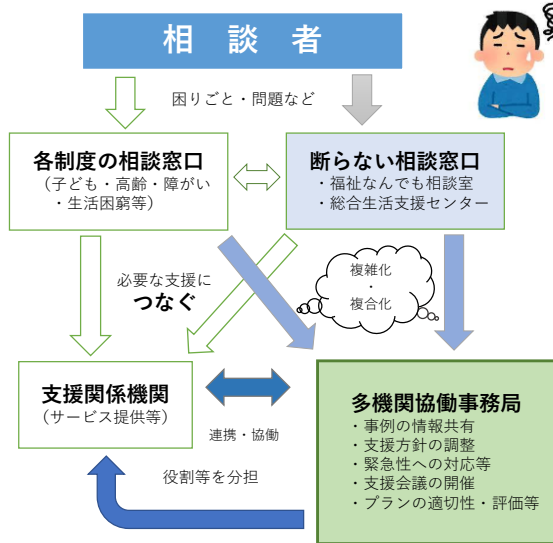 相 談 者
困りごと・問題など
各制度の相談窓口
（子ども・高齢・障がい
・生活困窮等）
断らない相談窓口
・福祉なんでも相談室
・総合生活支援センター
必要な支援に
つなぐ
複雑化
・
複合化
支援関係機関
（サービス提供等）
連携・協働
多機関協働事務局
・事例の情報共有
・支援方針の調整
・緊急性への対応等
・支援会議の開催
・プランの適切性・評価等
役割等を分担